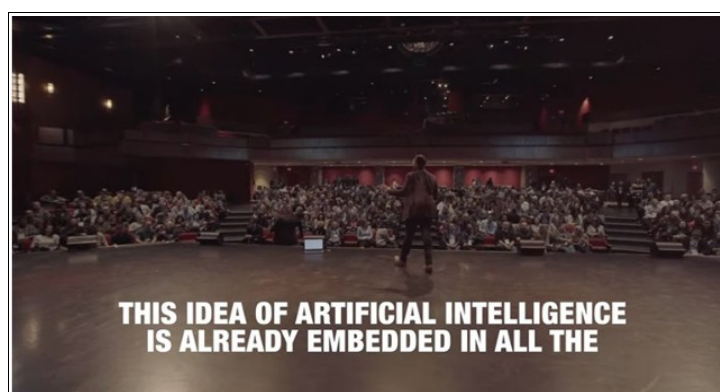 THIS IDEA OF ARTIFICIAL INTELLIGENCE
IS ALREADY EMBEDDED IN ALL THE